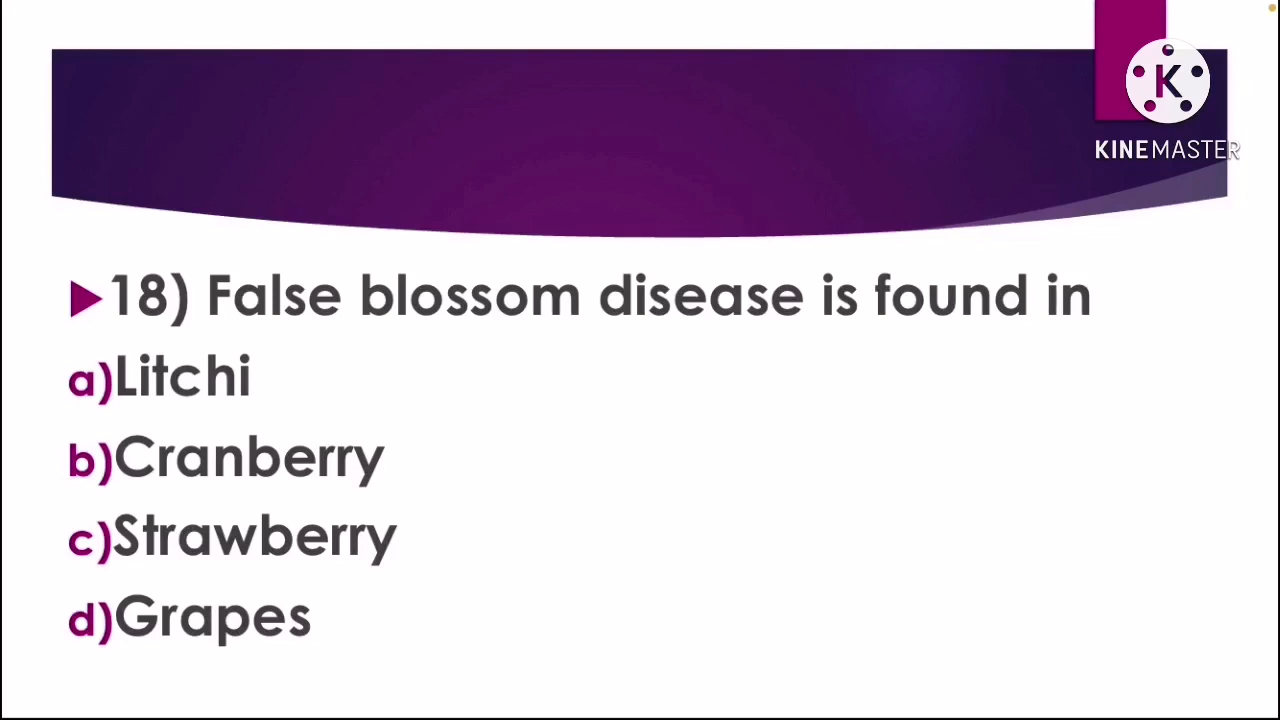 K
KINEMASTER
18) False blossom disease is found in
a)Litchi
b)Cranberry
c)Strawberry
d)Grapes